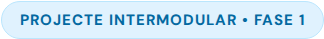 PROJECTE INTERMODULAR • FASE 1